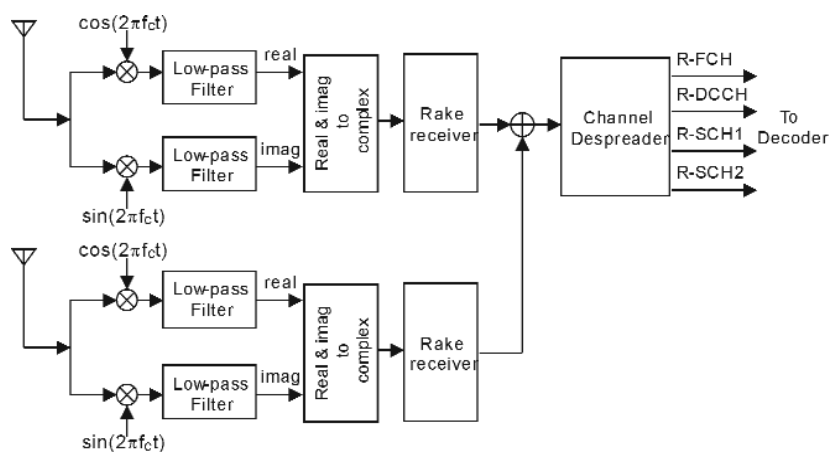 cos(2πfct)
Low-pass
Filter
real
Low-pass
Filter
imag
sin(2πfct)
Real & imag
to
complex
Rake
receiver
Channel
Despreader
R-FCH
R-DCCH
R-SCH1
R-SCH2
To
Decoder
cos(2πfct)
Low-pass
Filter
real
Low-pass
Filter
imag
sin(2πfct)
Real & imag
to
complex
Rake
receiver